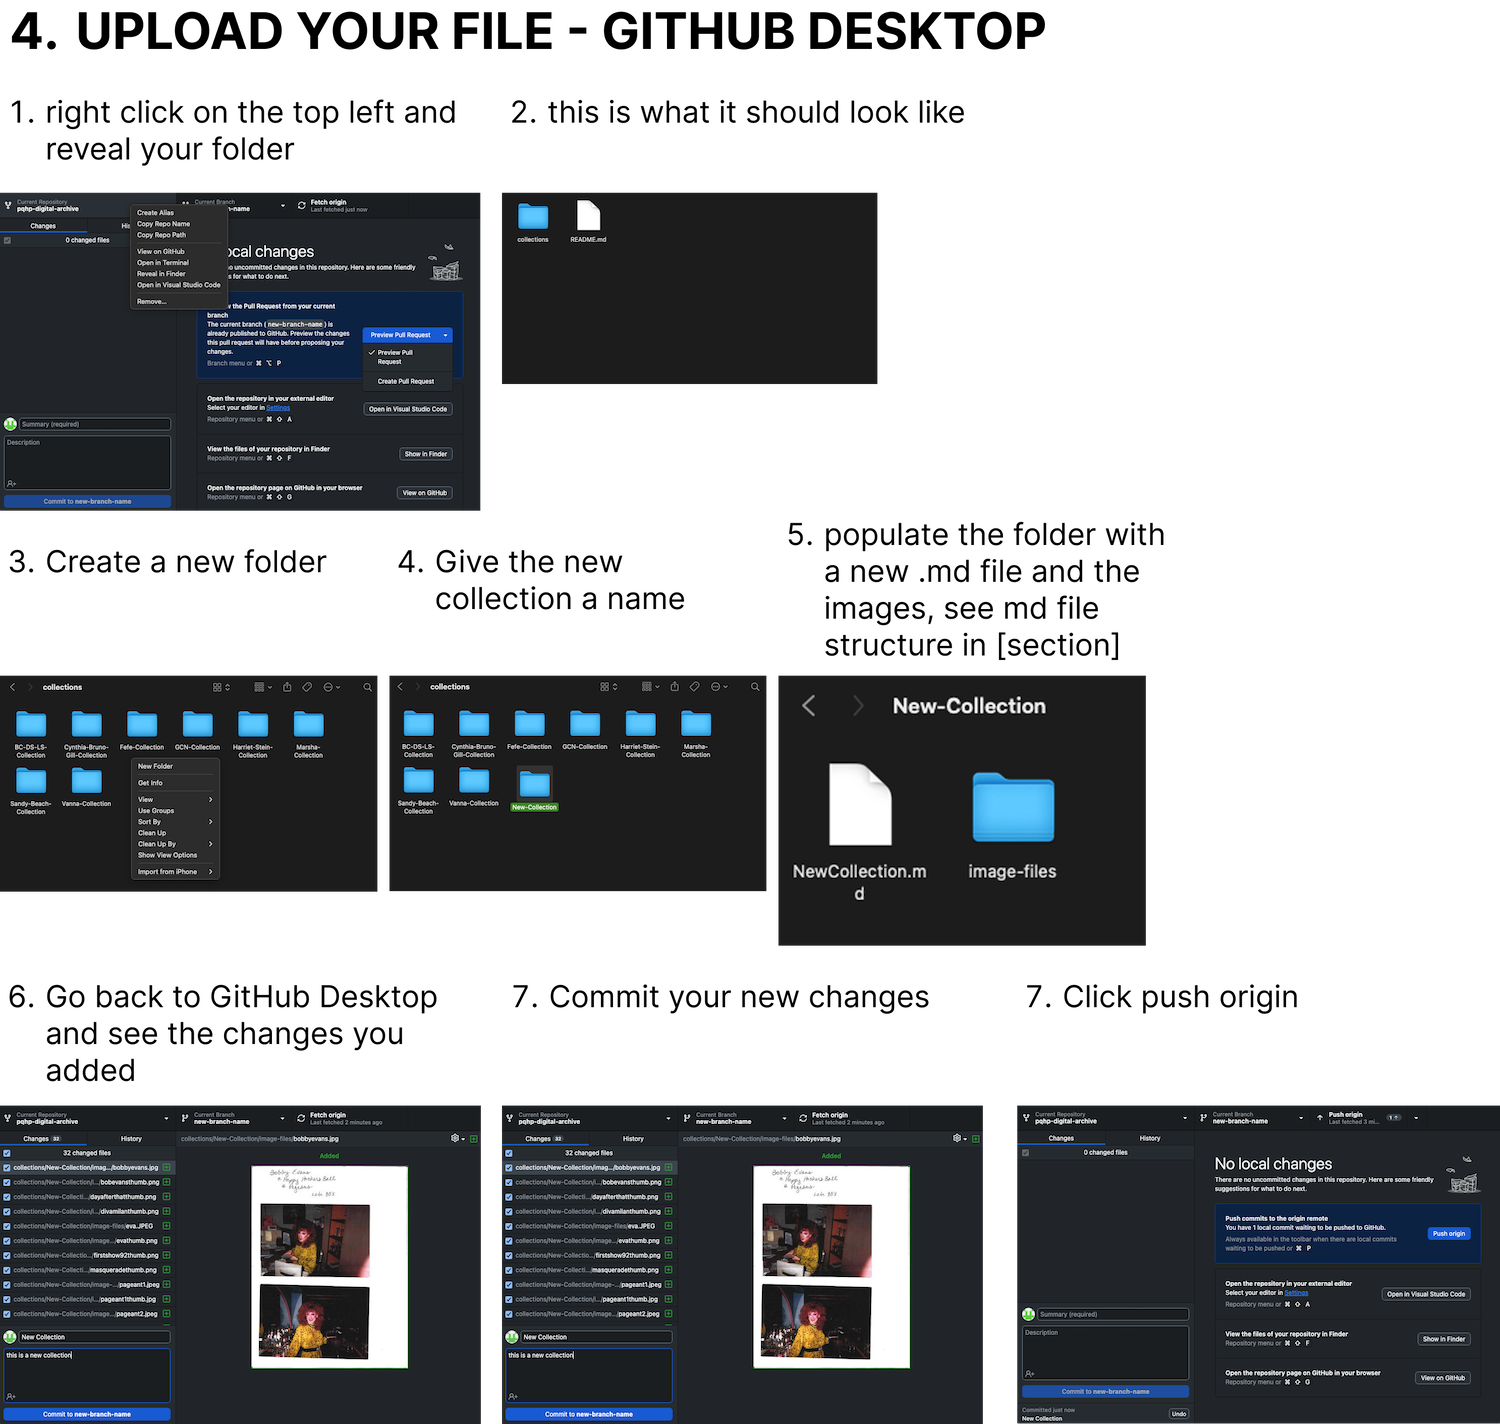 4. UPLOAD YOUR FILE - GITHUB DESKTOP
1. right click on the top left and
reveal your folder
2. this is what it should look like
Current Repository
pqhp-digital-archive
Current Branch
-name
Fetch origin
Last fetched just now
Changes
His
0 changed files
Create Alias
Copy Repo Name
Copy Repo Path
View on GitHub
Open in Terminal
Reveal in Finder
Open in Visual Studio Code
Remove...
ocal changes
no uncommitted changes in this repository. Here are some friendly
s for what to do next.
w the Pull Request from your current
branch
The current branch ( new-branch-name ) is
already published to GitHub. Preview the changes
this pull request will have before proposing your
changes.
Branch menu or ⌘ ⌥ P
Preview Pull Request
✓ Preview Pull
Request
Create Pull Request
Open the repository in your external editor
Select your editor in Settings
Repository menu or ⌘ ⇧ A
Open in Visual Studio Code
View the files of your repository in Finder
Repository menu or ⌘ ⇧ F
Show in Finder
Open the repository page on GitHub in your browser
Repository menu or ⌘ ⇧ G
View on GitHub
Summary (required)
Description
Commit to new-branch-name
collections
README.md
3. Create a new folder
4. Give the new
collection a name
5. populate the folder with
a new .md file and the
images, see md file
structure in [section]
collections
BC-DS-LS-
Collection
Cynthia-Bruno-
Gill-Collection
Fefe-Collection
GCN-Collection
Harriet-Stein-
Collection
Marsha-
Collection
Sandy-Beach-
Collection
Vanna-Collection
New Folder
Get Info
View
Use Groups
Sort By
Clean Up
Clean Up By
Show View Options
Import from iPhone
collections
BC-DS-LS-
Collection
Cynthia-Bruno-
Gill-Collection
Fefe-Collection
GCN-Collection
Harriet-Stein-
Collection
Marsha-
Collection
Sandy-Beach-
Collection
Vanna-Collection
New-Collection
New-Collection
NewCollection.m
d
image-files
6. Go back to GitHub Desktop
and see the changes you
added
7. Commit your new changes
7. Click push origin
Current Repository
pqhp-digital-archive
Current Branch
new-branch-name
Fetch origin
Last fetched 2 minutes ago
Changes 32
History
collections/New-Collection/image-files/bobbyevans.jpg
32 changed files
Added
collections/New-Collection/imag.../bobbyevans.jpg
collections/New-Collection/i.../bobevansthumb.png
collections/New-Collecti.../dayafterthatthumb.png
collections/New-Collection/i.../divamilanthumb.png
collections/New-Collection/image-files/eva.JPEG
collections/New-Collection/image.../evathumb.png
collections/New-Collectio.../firstshow92thumb.png
collections/New-Collecti.../masqueradethumb.png
collections/New-Collection/image-.../pageant1.jpeg
collections/New-Collection/i.../pageant1thumb.jpg
collections/New-Collection/image.../pageant2.jpeg
Bobby Evans
New Collection
this is a new collection
Commit to new-branch-name
Current Repository
pqhp-digital-archive
Current Branch
new-branch-name
Fetch origin
Last fetched 2 minutes ago
Changes 32
History
collections/New-Collection/image-files/bobbyevans.jpg
32 changed files
Added
collections/New-Collection/imag.../bobbyevans.jpg
collections/New-Collection/i.../bobevansthumb.png
collections/New-Collecti.../dayafterthatthumb.png
collections/New-Collection/i.../divamilanthumb.png
collections/New-Collection/image-files/eva.JPEG
collections/New-Collection/image.../evathumb.png
collections/New-Collectio.../firstshow92thumb.png
collections/New-Collecti.../masqueradethumb.png
collections/New-Collection/image-.../pageant1.jpeg
collections/New-Collection/i.../pageant1thumb.jpg
collections/New-Collection/image.../pageant2.jpeg
Bobby Evans
New Collection
this is a new collection
Commit to new-branch-name
Current Repository
pqhp-digital-archive
Current Branch
new-branch-name
Push origin
Last fetched 3 mi...
1
Changes
History
0 changed files
No local changes
There are no uncommitted changes in this repository. Here are some friendly
suggestions for what to do next.
Push commits to the origin remote
You have 1 local commit waiting to be pushed to GitHub.
Always available in the toolbar when there are local commits
waiting to be pushed or ⌘ P
Push origin
Open the repository in your external editor
Select your editor in Settings
Repository menu or ⌘ ⇧ A
Open in Visual Studio Code
View the files of your repository in Finder
Repository menu or ⌘ ⇧ F
Show in Finder
Open the repository page on GitHub in your browser
Repository menu or ⌘ ⇧ G
View on GitHub
Summary (required)
Description
Commit to new-branch-name
Committed just now
New Collection
Undo